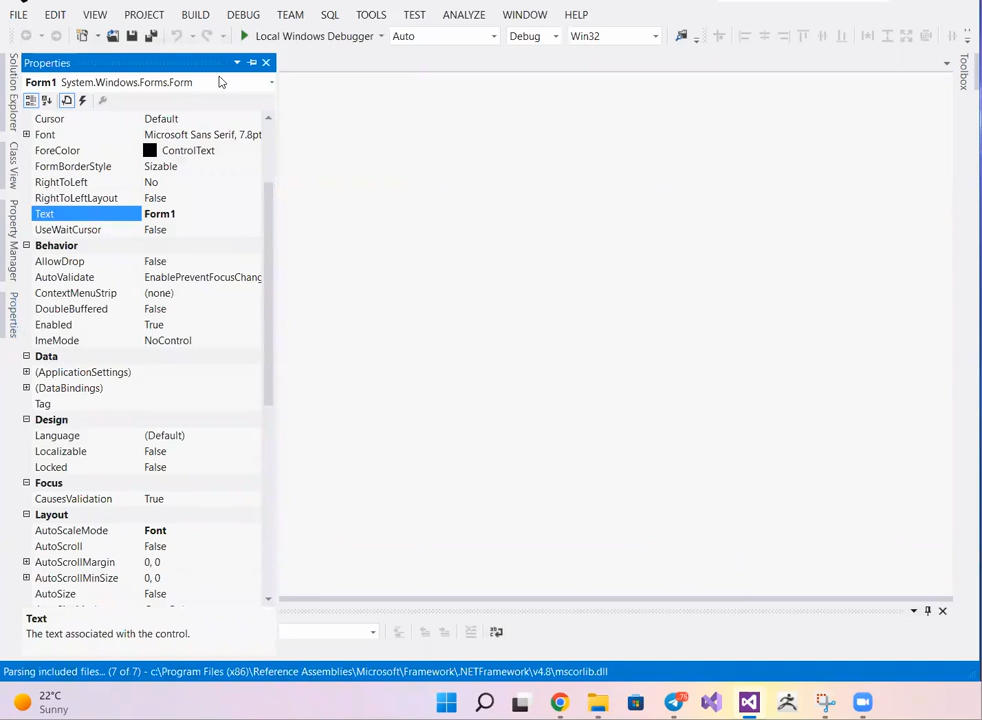 FILE EDIT VIEW PROJECT BUILD DEBUG TEAM SQL TOOLS TEST ANALYZE WINDOW HELP
Local Windows Debugger Auto Debug Win32
Properties
Form1 System.Windows.Forms.Form
Cursor Default
Font Microsoft Sans Serif, 7.8pt
ForeColor ControlText
FormBorderStyle Sizable
RightToLeft No
RightToLeftLayout False
Text Form1
UseWaitCursor False
Behavior
AllowDrop False
AutoValidate EnablePreventFocusChang
ContextMenuStrip (none)
DoubleBuffered False
Enabled True
ImeMode NoControl
Data
(ApplicationSettings)
(DataBindings)
Tag
Design
Language (Default)
Localizable False
Locked False
Focus
CausesValidation True
Layout
AutoScaleMode Font
AutoScroll False
AutoScrollMargin 0, 0
AutoScrollMinSize 0, 0
AutoSize False
Text
The text associated with the control.
Solution Explorer
Class View
Property Manager
Properties
Toolbox
Parsing included files... (7 of 7) - c:\Program Files (x86)\Reference Assemblies\Microsoft\Framework\.NETFramework\v4.8\mscorlib.dll
22°C
Sunny